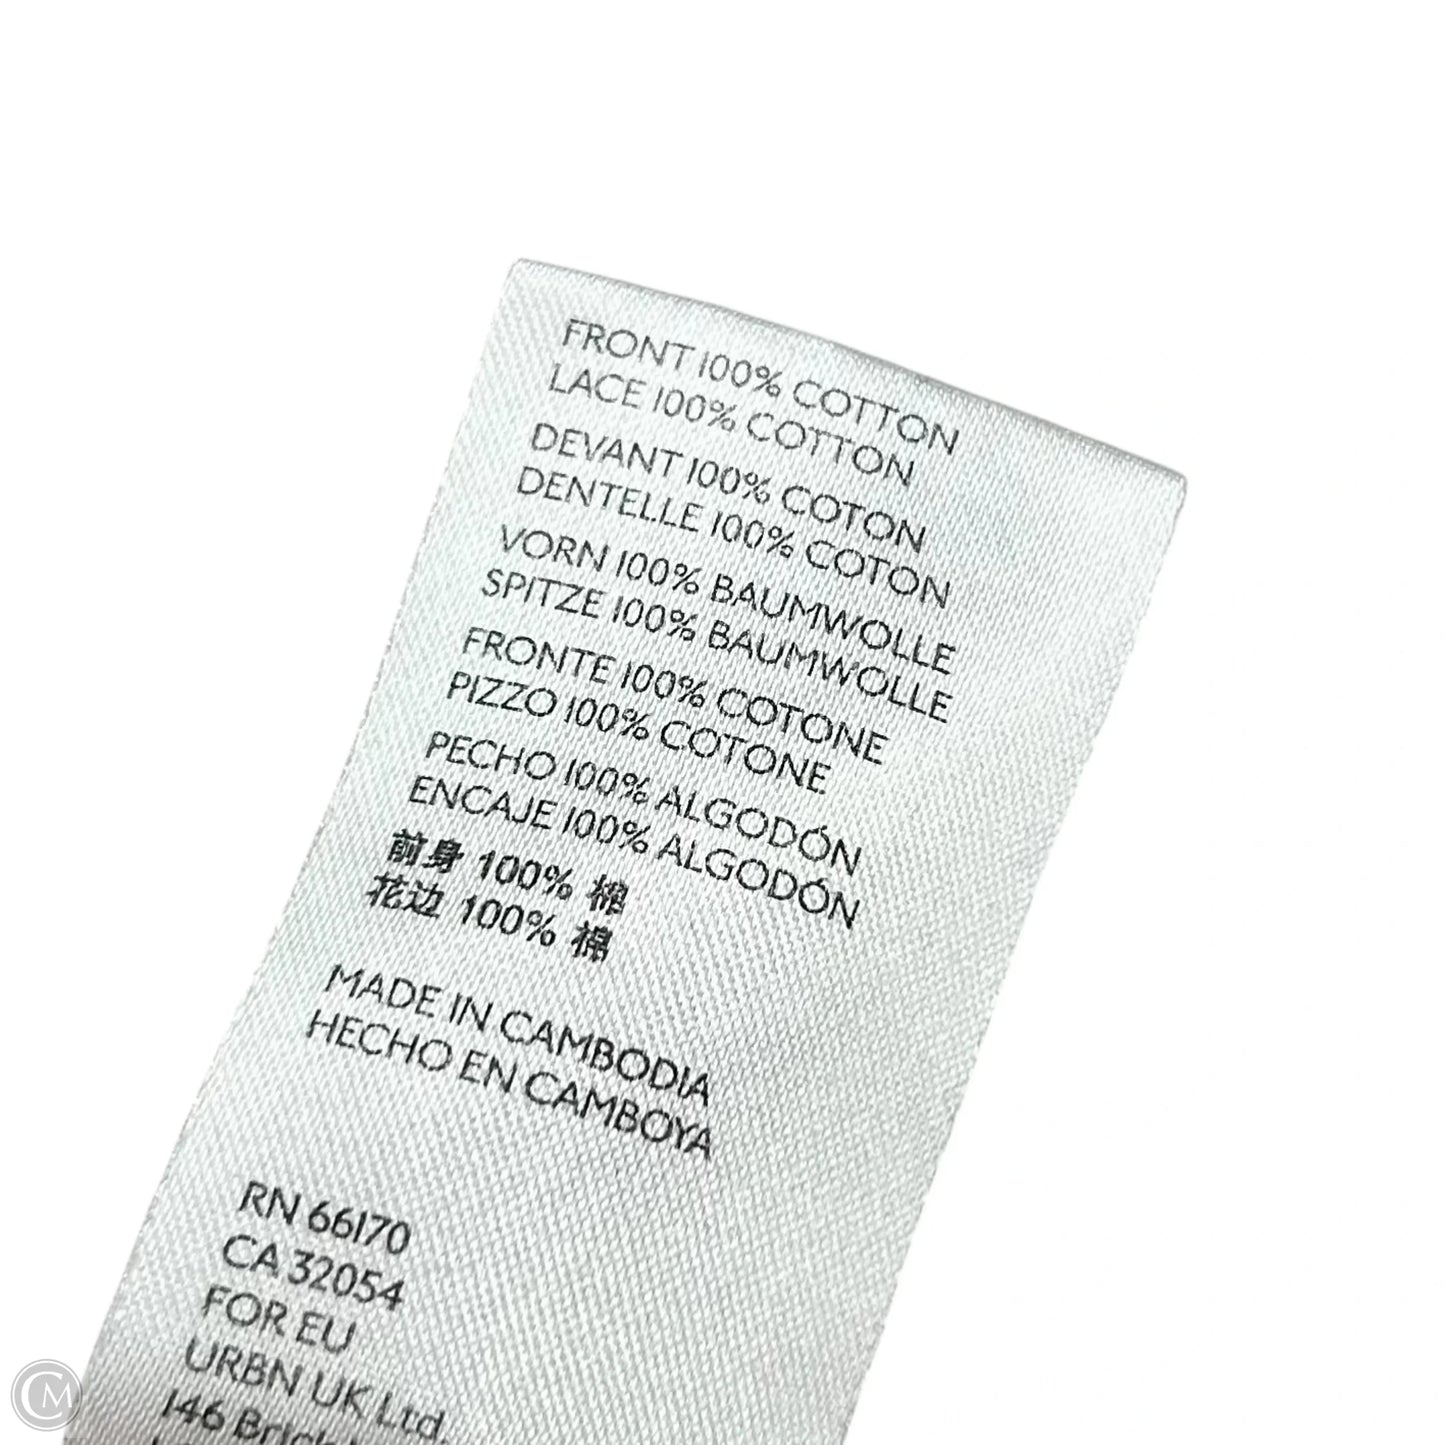 FRONT 100% COTTON
LACE 100% COTTON
DEVANT 100% COTON
DENTELLE 100% COTON
VORN 100% BAUMWOLLE
SPITZE 100% BAUMWOLLE
FRONTE 100% COTONE
PIZZO 100% COTONE
PECHO 100% ALGODÓN
ENCAJE 100% ALGODÓN
前身 100% 棉
花边 100% 棉
MADE IN CAMBODIA
HECHO EN CAMBOYA
RN 66170
CA 32054
FOR EU
URBN UK Ltd.
146
CM